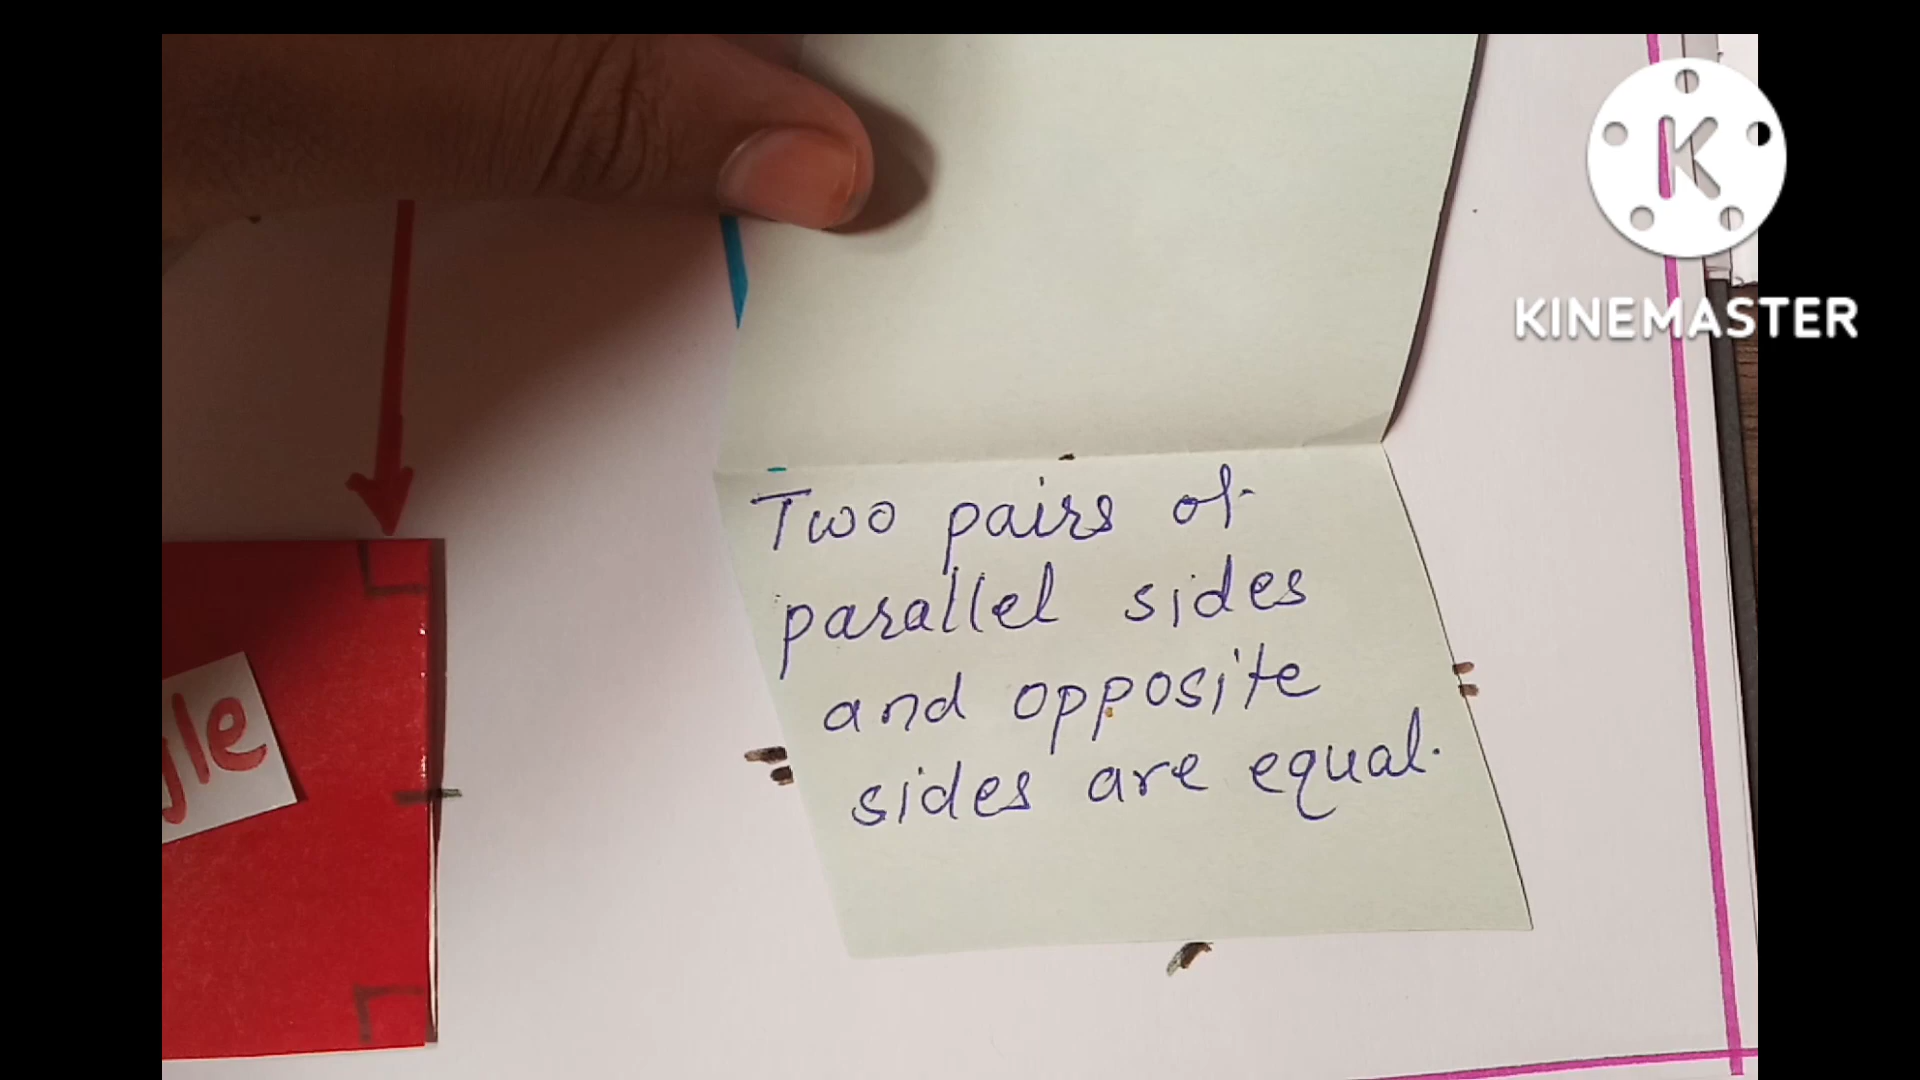 KINEMASTER
Two pairs of
parallel sides
and opposite
sides are equal.
gle